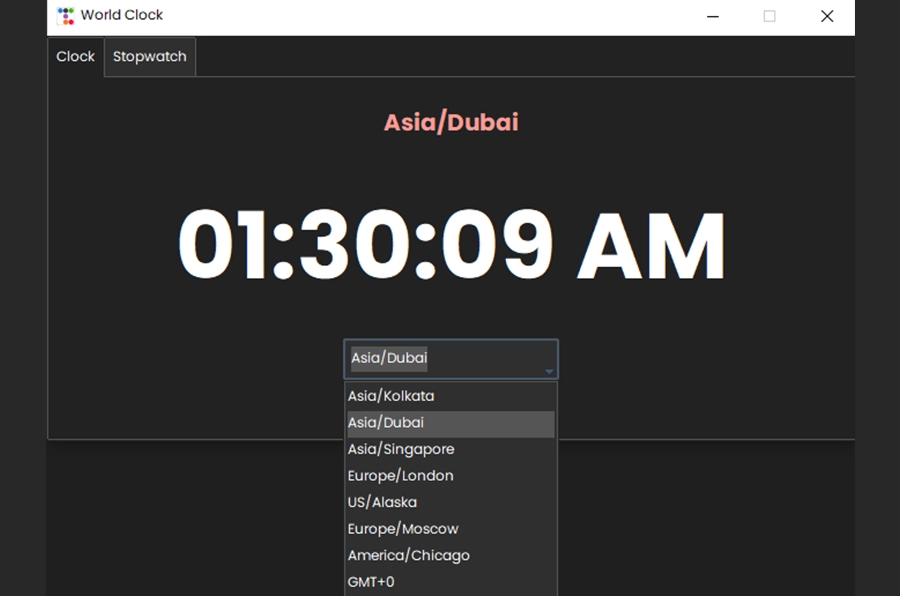 World Clock
Clock
Stopwatch
Asia/Dubai
01:30:09 AM
Asia/Dubai
Asia/Kolkata
Asia/Dubai
Asia/Singapore
Europe/London
US/Alaska
Europe/Moscow
America/Chicago
GMT+0